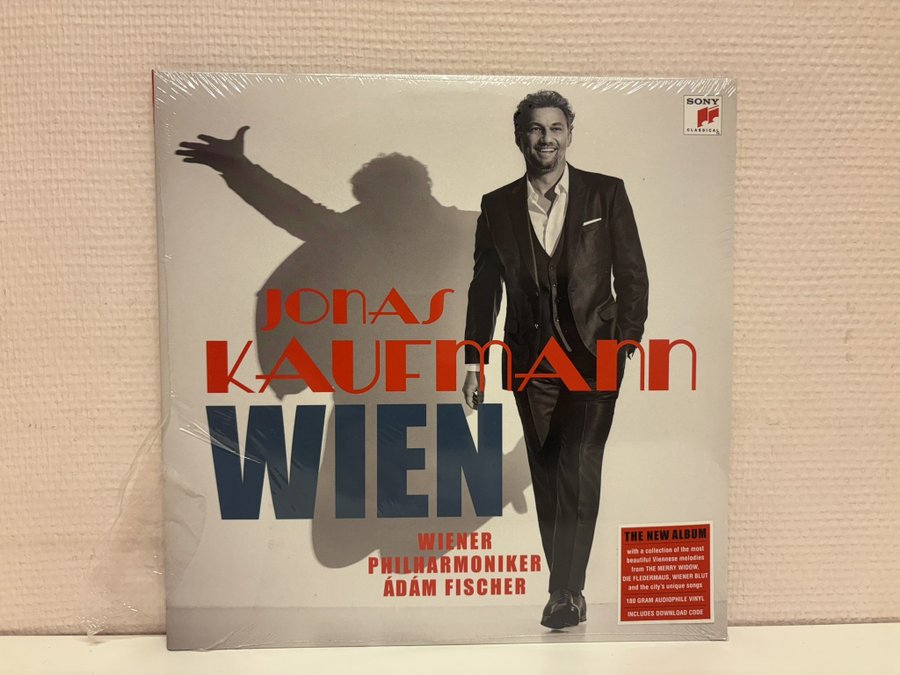 SONY
CLASSICAL
JONAS
KAUFMANN
WIEN
WIENER
PHILHARMONIKER
ÁDÁM FISCHER
THE NEW ALBUM
with a collection of the most
beautiful Viennese melodies
from THE MERRY WIDOW,
DIE FLEDERMAUS, WIENER BLUT
and the city's unique songs
180 GRAM AUDIOPHILE VINYL
INCLUDES DOWNLOAD CODE